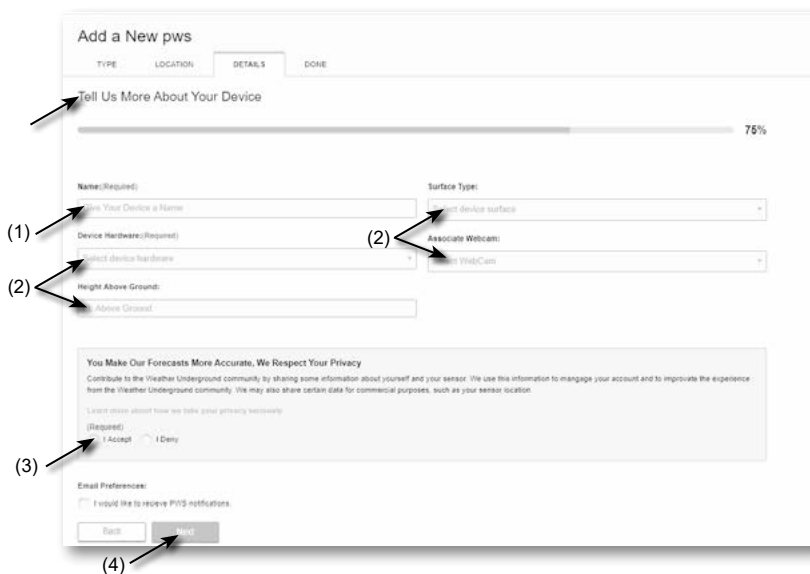 Add a New pws
TYPE LOCATION DETAILS DONE
Tell Us More About Your Device
75%
Name:(Required)
Give Your Device a Name
Surface Type:
Select device surface
(1)
Device Hardware:(Required)
Select device hardware
(2)
Associate Webcam:
WebCam
(2)
Height Above Ground:
Above Ground
You Make Our Forecasts More Accurate, We Respect Your Privacy
Contribute to the Weather Underground community by sharing some information about yourself and your sensor. We use this information to mangage your account and to improvate the experience
from the Weather Underground community. We may also share certain data for commercial purposes, such as your sensor location.
Learn more about how we take your privacy seriously
(Required)
I Accept I Deny
(3)
Email Preferences:
I would like to recieve PWS notifications.
Back Next
(4)